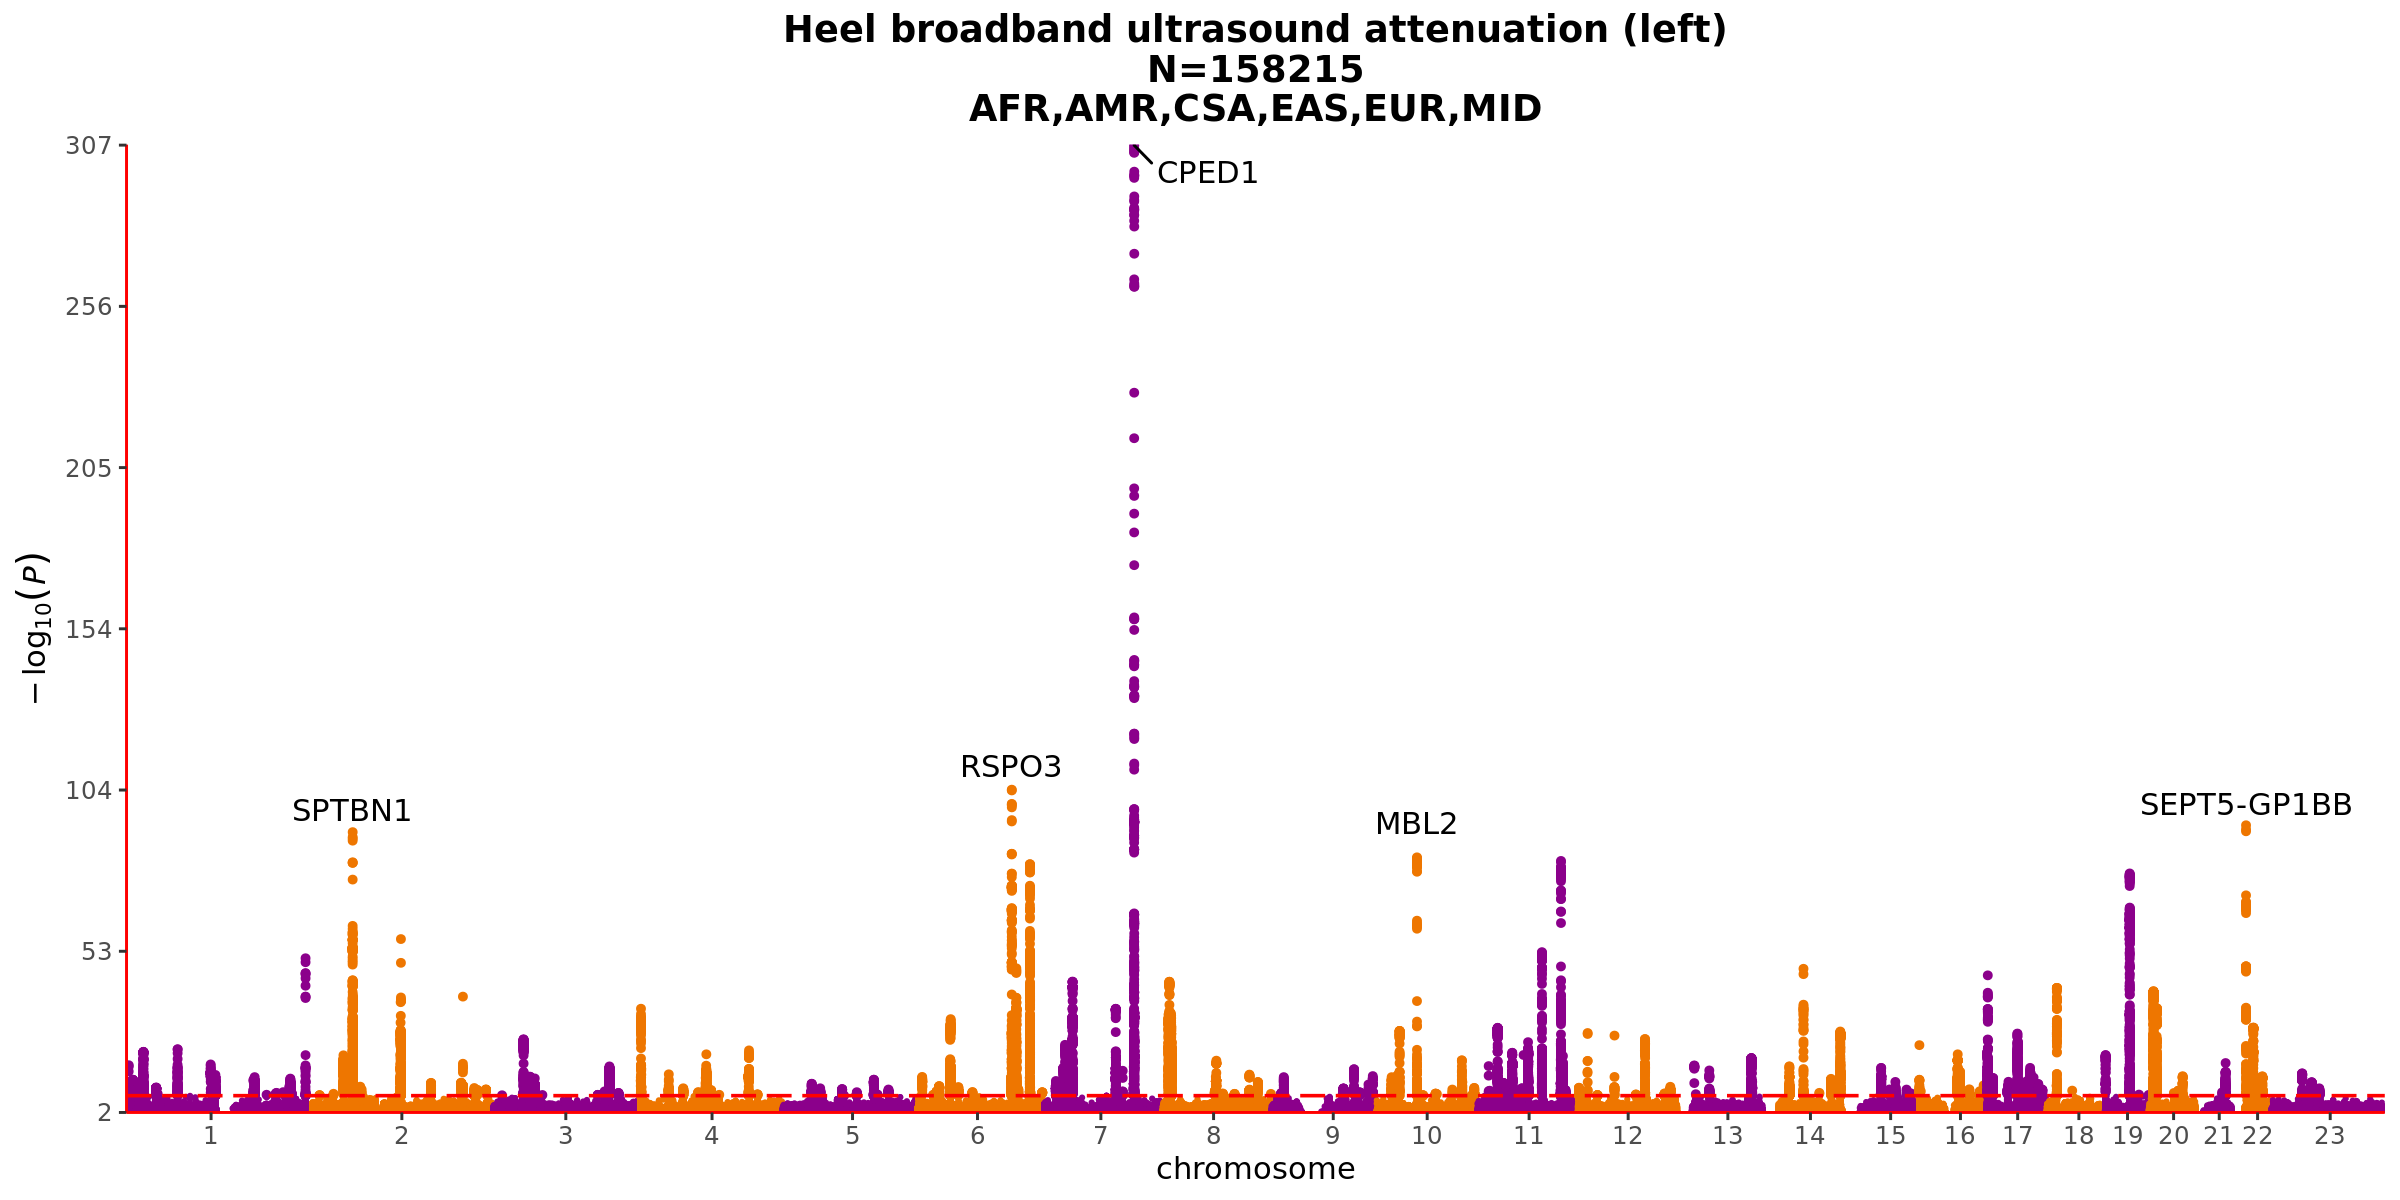 Heel broadband ultrasound attenuation (left)
N=158215
AFR,AMR,CSA,EAS,EUR,MID
307
256
205
154
104
53
2
−log10(P)
CPED1
RSPO3
SPTBN1
MBL2
SEPT5-GP1BB
1 2 3 4 5 6 7 8 9 10 11 12 13 14 15 16 17 18 19 20 21 22 23
chromosome